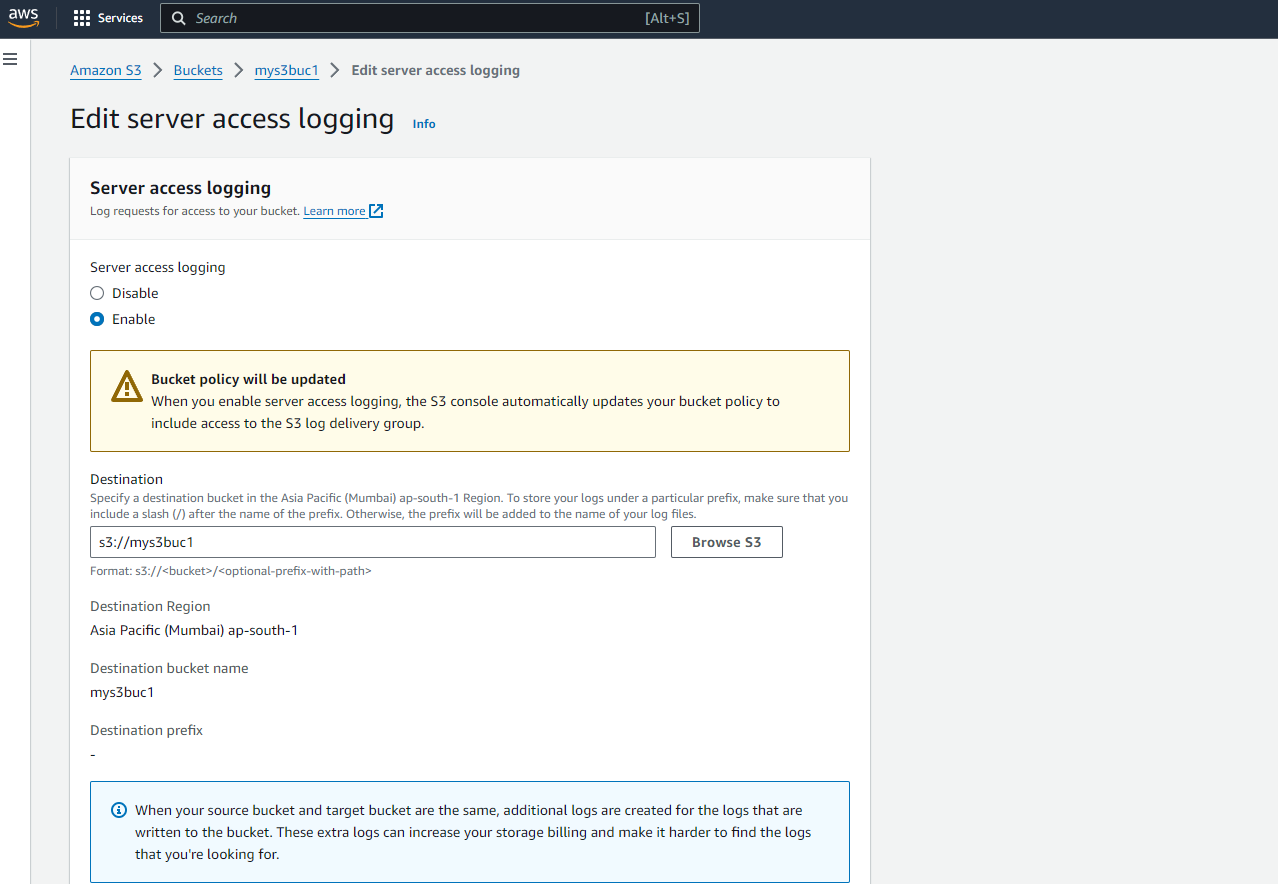 aws
Services
Search [Alt+S]
Amazon S3 > Buckets > mys3buc1 > Edit server access logging
Edit server access logging Info
Server access logging
Log requests for access to your bucket. Learn more
Server access logging
Disable
Enable
Bucket policy will be updated
When you enable server access logging, the S3 console automatically updates your bucket policy to
include access to the S3 log delivery group.
Destination
Specify a destination bucket in the Asia Pacific (Mumbai) ap-south-1 Region. To store your logs under a particular prefix, make sure that you
include a slash (/) after the name of the prefix. Otherwise, the prefix will be added to the name of your log files.
s3://mys3buc1 Browse S3
Format: s3://<bucket>/<optional-prefix-with-path>
Destination Region
Asia Pacific (Mumbai) ap-south-1
Destination bucket name
mys3buc1
Destination prefix
-
When your source bucket and target bucket are the same, additional logs are created for the logs that are
written to the bucket. These extra logs can increase your storage billing and make it harder to find the logs
that you're looking for.